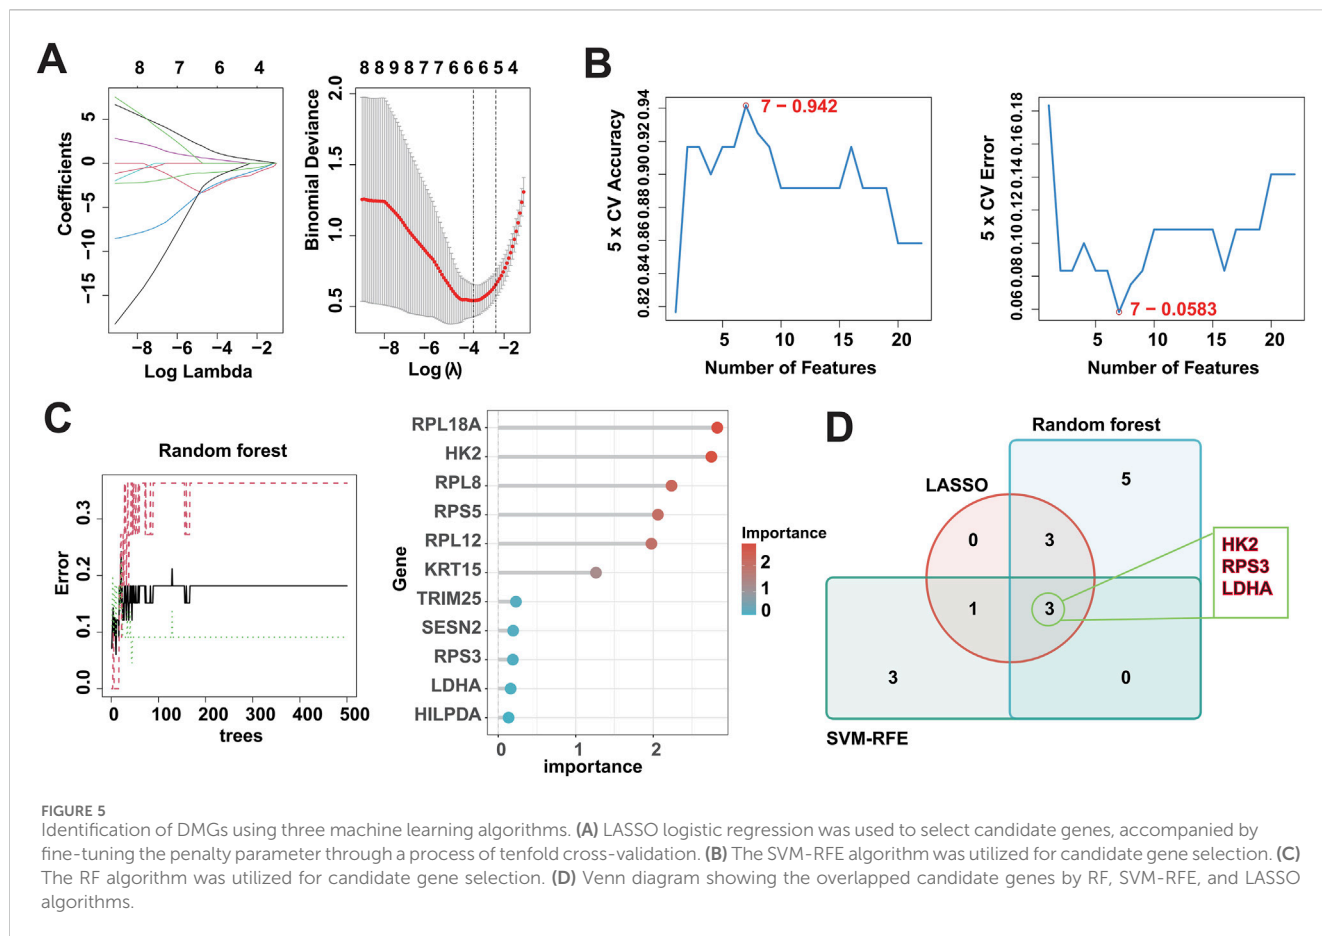 A
8 7 6 4
5
0
−5
−10
−15
Coefficients
−8 −6 −4 −2
Log Lambda
8 8 9 8 7 7 6 6 6 5 4
2.0
1.5
1.0
0.5
Binomial Deviance
−8 −6 −4 −2
Log (λ)
B
7 − 0.942
0.82 0.84 0.86 0.88 0.90 0.92 0.94
5 x CV Accuracy
5 10 15 20
Number of Features
7 − 0.0583
0.06 0.08 0.10 0.12 0.14 0.16 0.18
5 x CV Error
5 10 15 20
Number of Features
C
Random forest
0.3
0.2
0.1
0.0
Error
0 100 200 300 400 500
trees
RPL18A
HK2
RPL8
RPS5
RPL12
KRT15
TRIM25
SESN2
RPS3
LDHA
HILPDA
Gene
0 1 2
importance
Importance
2
1
0
D
Random forest
LASSO
5
0 3
1 3
3 0
SVM-RFE
HK2
RPS3
LDHA
FIGURE 5
Identification of DMGs using three machine learning algorithms. (A) LASSO logistic regression was used to select candidate genes, accompanied by
fine-tuning the penalty parameter through a process of tenfold cross-validation. (B) The SVM-RFE algorithm was utilized for candidate gene selection. (C)
The RF algorithm was utilized for candidate gene selection. (D) Venn diagram showing the overlapped candidate genes by RF, SVM-RFE, and LASSO
algorithms.